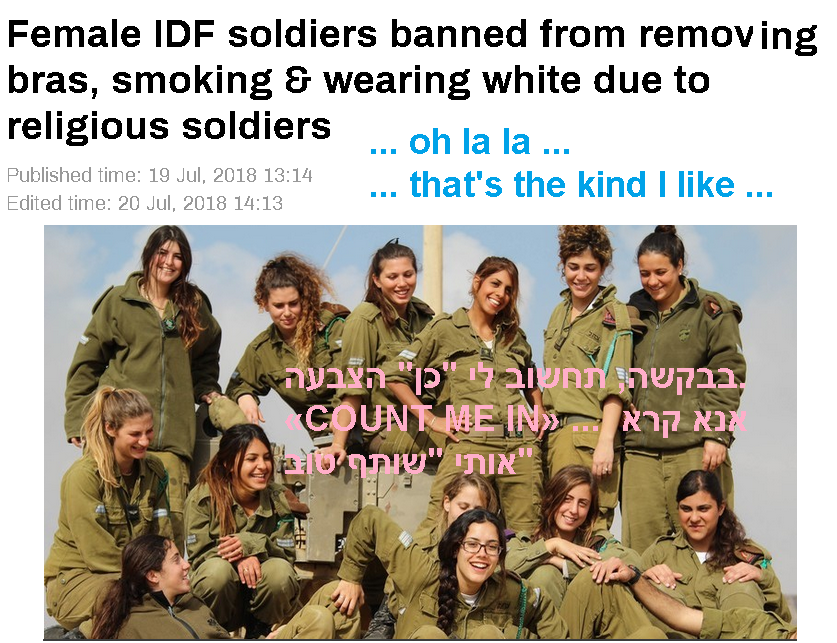 Female IDF soldiers banned from removing
bras, smoking & wearing white due to
religious soldiers
... oh la la ...
... that's the kind I like ...
Published time: 19 Jul, 2018 13:14
Edited time: 20 Jul, 2018 14:13
.בבקשה, תחשוב לי "כן" הצבעה
אנא קרא ... «COUNT ME IN»
"אותי "שותף טוב